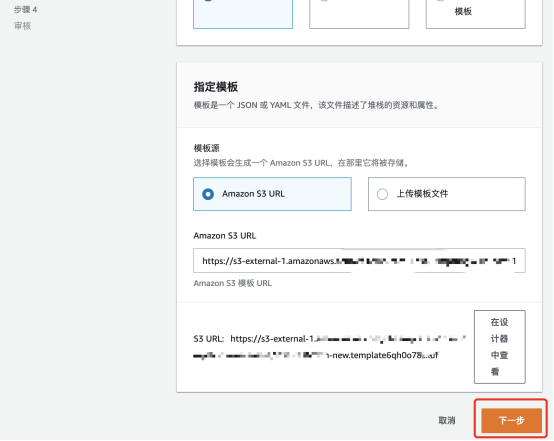 步骤 4
审核
模板
指定模板
模板是一个 JSON 或 YAML 文件，该文件描述了堆栈的资源和属性。
模板源
选择模板会生成一个 Amazon S3 URL，在那里它将被存储。
Amazon S3 URL
上传模板文件
Amazon S3 URL
https://s3-external-1.amazonaws. 1
Amazon S3 模板 URL
S3 URL: https://s3-external-1.
-new.template6qh0o78
在设
计器
中查
看
取消
下一步